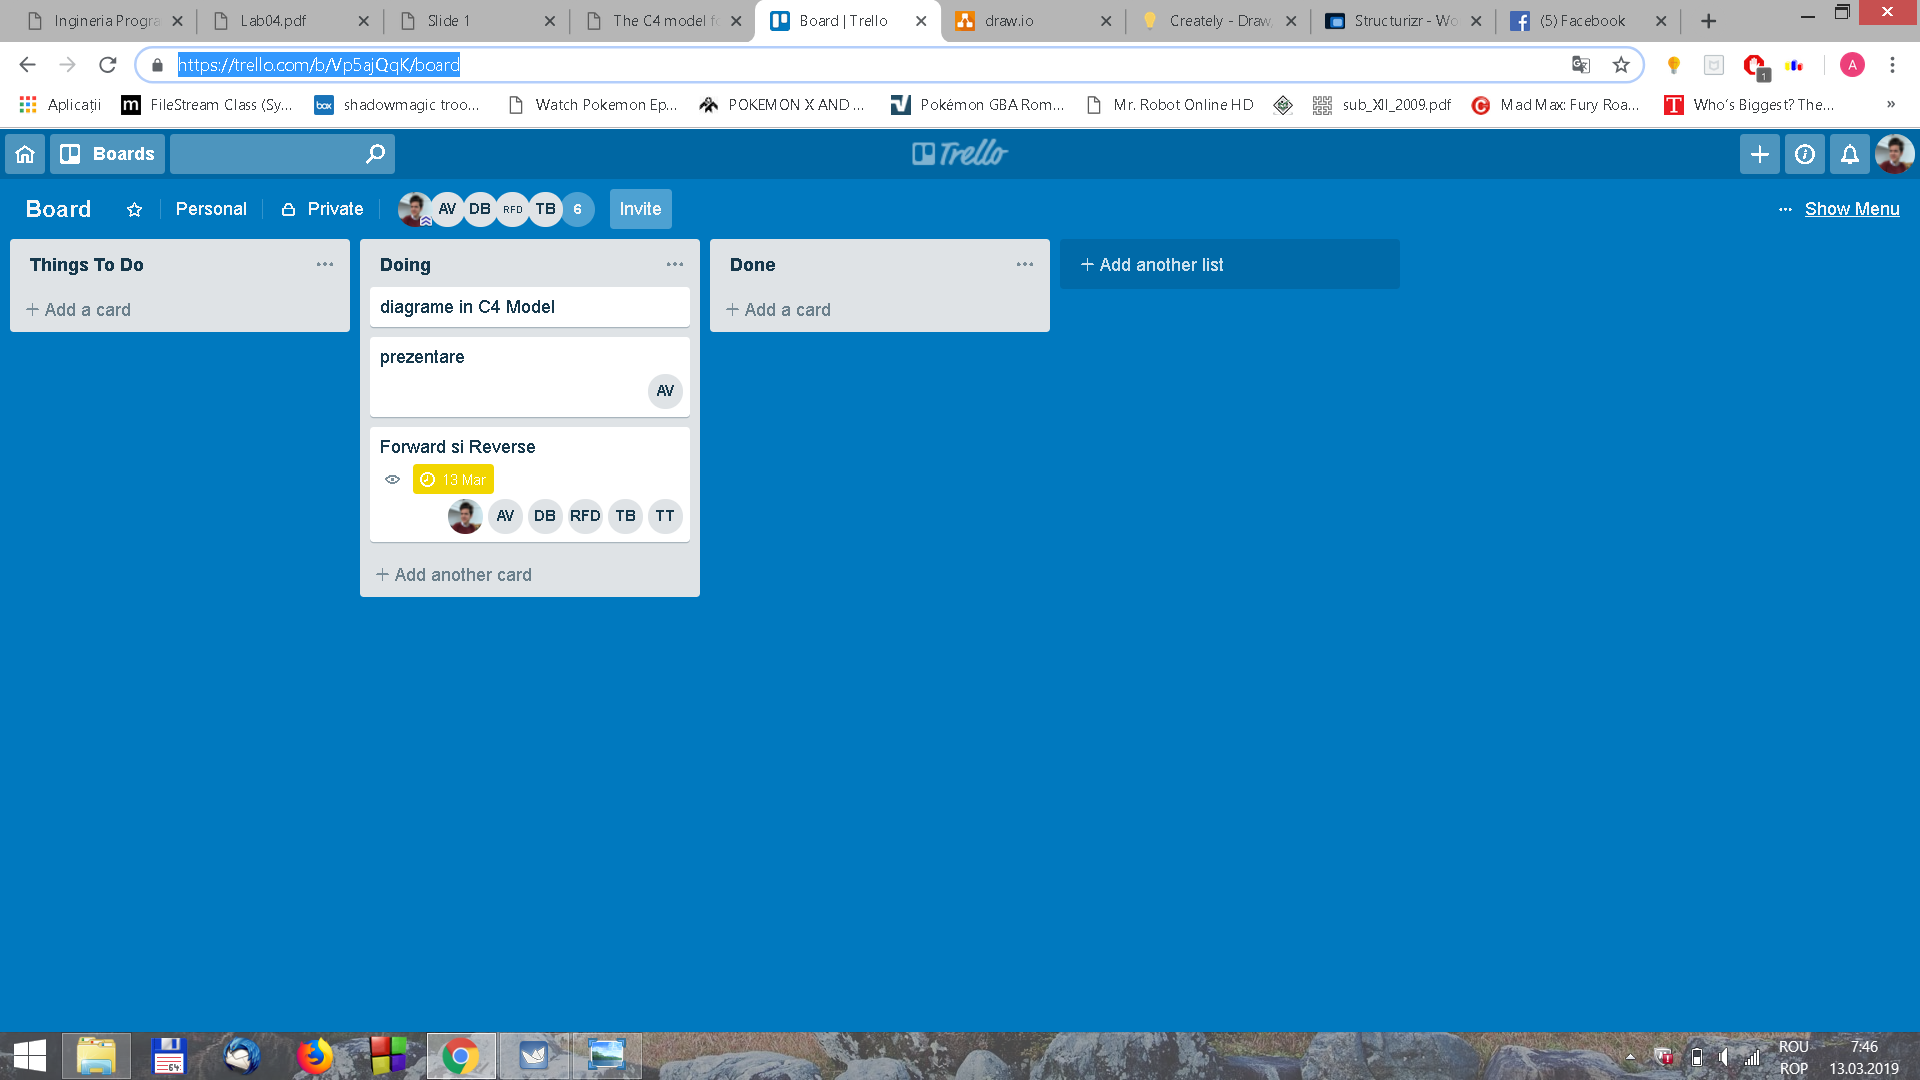 Ingineria Progra
Lab04.pdf
Slide 1
The C4 model f
Board | Trello
draw.io
Creately - Draw
Structurizr - Wo
(5) Facebook
https://trello.com/b/Vp5ajQqK/board
1
A
Aplicații
m
FileStream Class (Sy...
box
shadowmagic troo...
Watch Pokemon Ep...
POKEMON X AND ...
Pokémon GBA Rom...
Mr. Robot Online HD
sub_XII_2009.pdf
Mad Max: Fury Roa...
T
Who's Biggest? The...
»
Boards
Trello
Board
Personal
Private
AV
DB
RFD
TB
6
Invite
... Show Menu
Things To Do
...
+ Add a card
Doing
...
diagrame in C4 Model
prezentare
AV
Forward si Reverse
13 Mar
AV
DB
RFD
TB
TT
+ Add another card
Done
...
+ Add a card
+ Add another list
64
ROU
ROP
7:46
13.03.2019